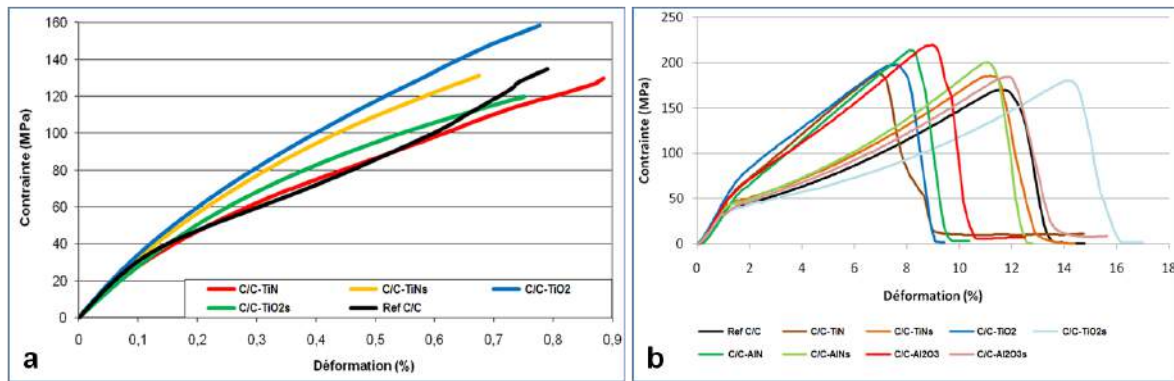 160
140
120
100
80
60
40
20
0
Contrainte (MPa)
0 0,1 0,2 0,3 0,4 0,5 0,6 0,7 0,8 0,9
Déformation (%)
C/C-TiN C/C-TiNs C/C-TiO2
C/C-TiO2s Ref C/C
a
250
200
150
100
50
0
Contrainte (MPa)
0 2 4 6 8 10 12 14 16 18
Déformation (%)
Ref C/C C/C-TiN C/C-TiNs C/C-TiO2 C/C-TiO2s
C/C-AlN C/C-AlNs C/C-Al2O3 C/C-Al2O3s
b